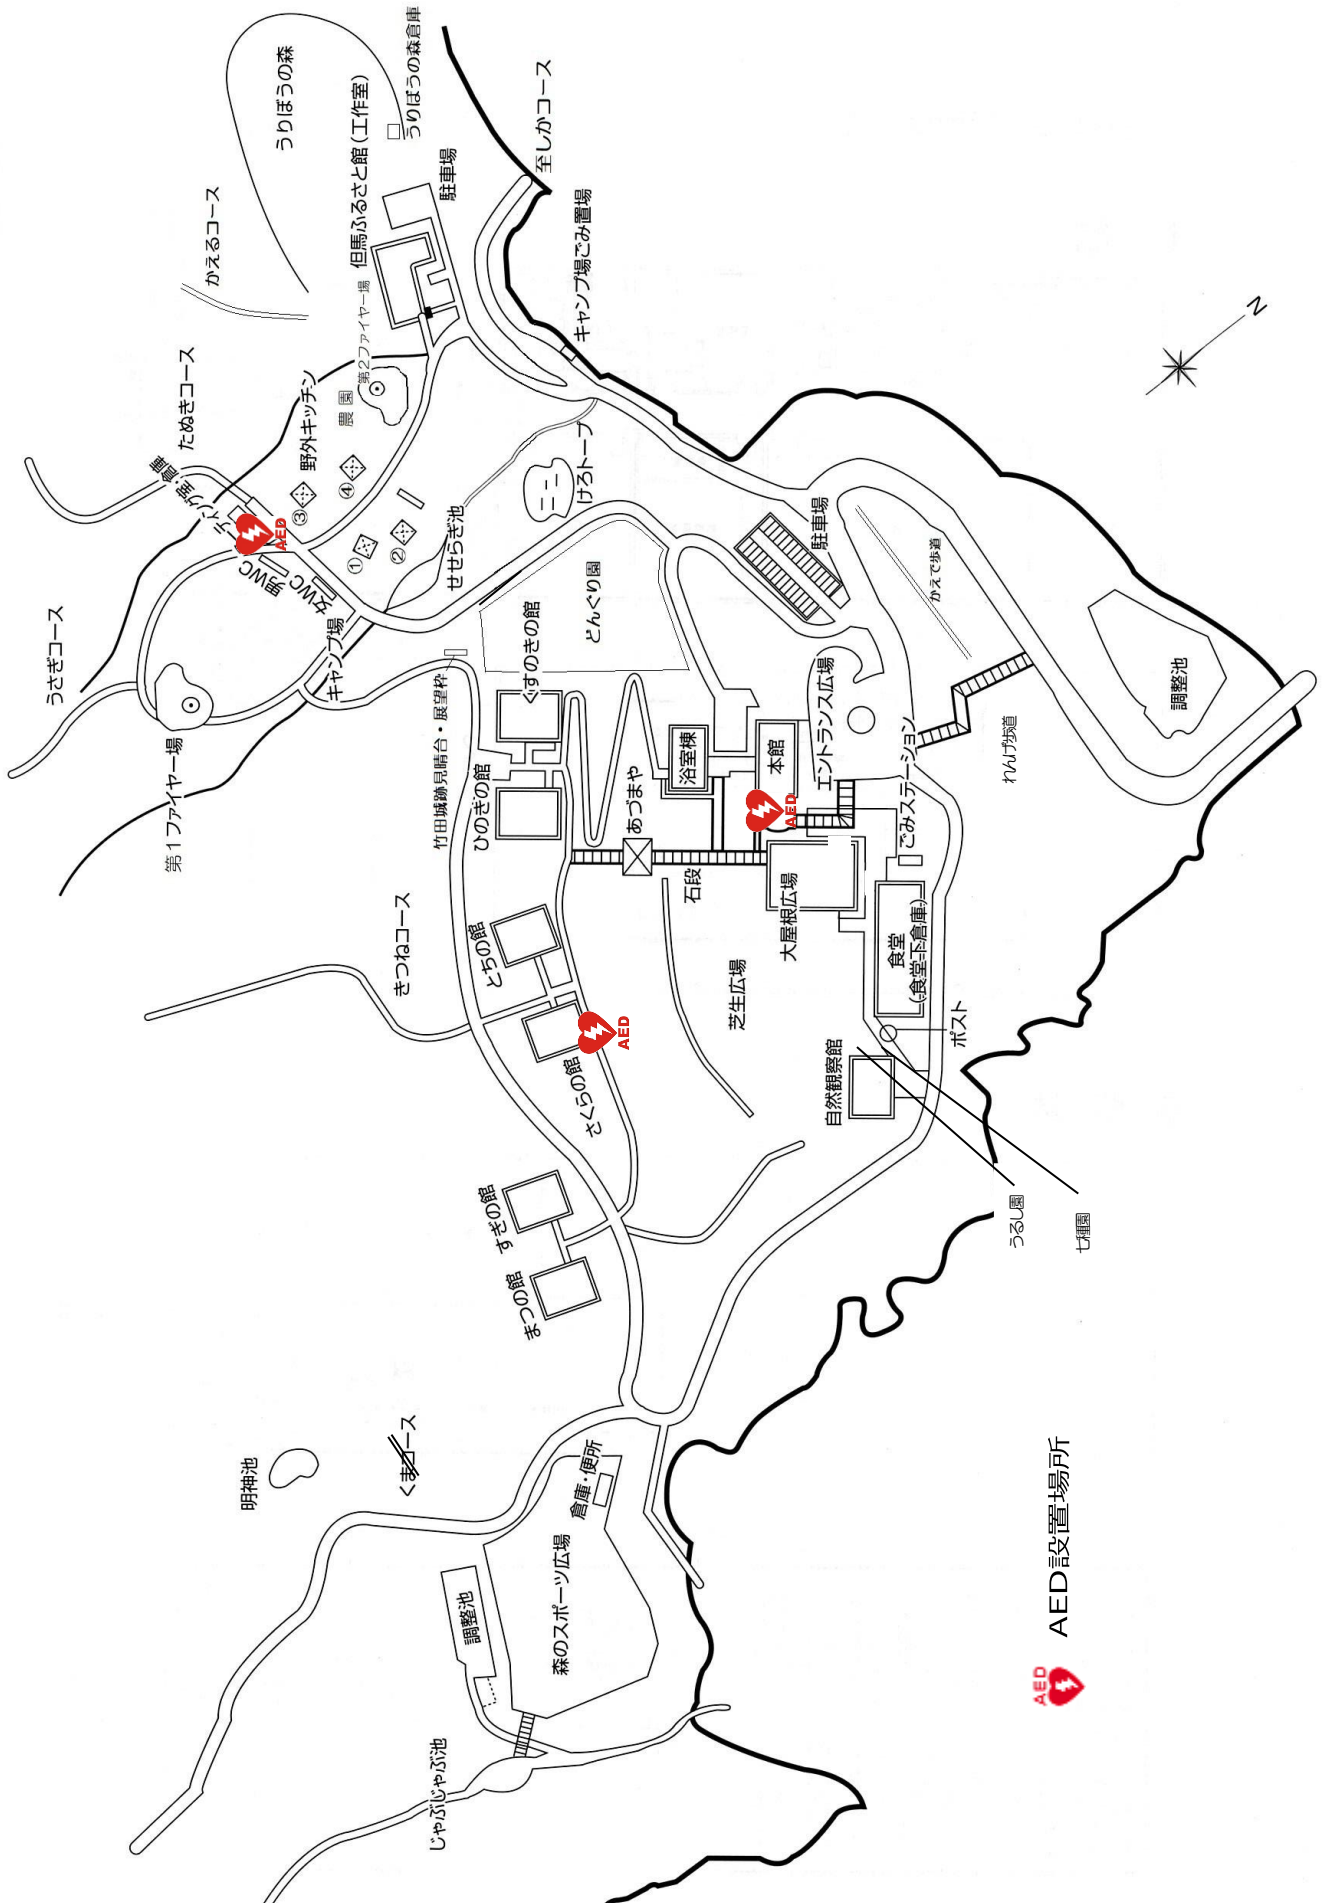 うりぼうの森
うりぼうの森倉庫
かえるコース
但馬ふるさと館(工作室)
駐車場
至しかコース
キャンプ場ごみ置場
第2ファイヤー場
農園
たぬきコース
野外キッチン
倉庫
①
②
③
④
AED
男WC
女WC
キャンプ場
うさぎコース
第1ファイヤー場
せせらぎ池
けろトープ
どんぐり園
駐車場
かえで歩道
調整池
N
竹田城跡見晴台・展望枠
くすのきの館
ひのきの館
あづまや
浴室棟
本館
AED
エントランス広場
ごみステーション
れんげ歩道
石段
大屋根広場
食堂
(食堂下倉庫)
ポスト
きつねコース
とちの館
さくらの館
AED
芝生広場
自然観察館
うるし園
七種園
すぎの館
まつの館
明神池
くまコース
倉庫・便所
森のスポーツ広場
調整池
じゃぶじゃぶ池
AED
AED設置場所